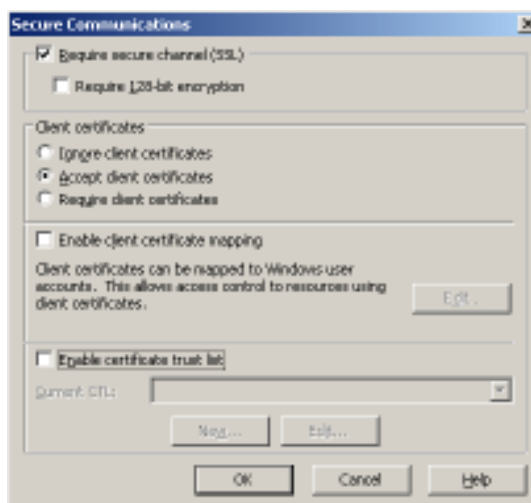 Secure Communications
Require secure channel (SSL)
Require 128-bit encryption
Client certificates
Ignore client certificates
Accept client certificates
Require client certificates
Enable client certificate mapping
Client certificates can be mapped to Windows user
accounts. This allows access control to resources using
client certificates.
Edit...
Enable certificate trust list
Current CTL:
New... Edit...
OK Cancel Help